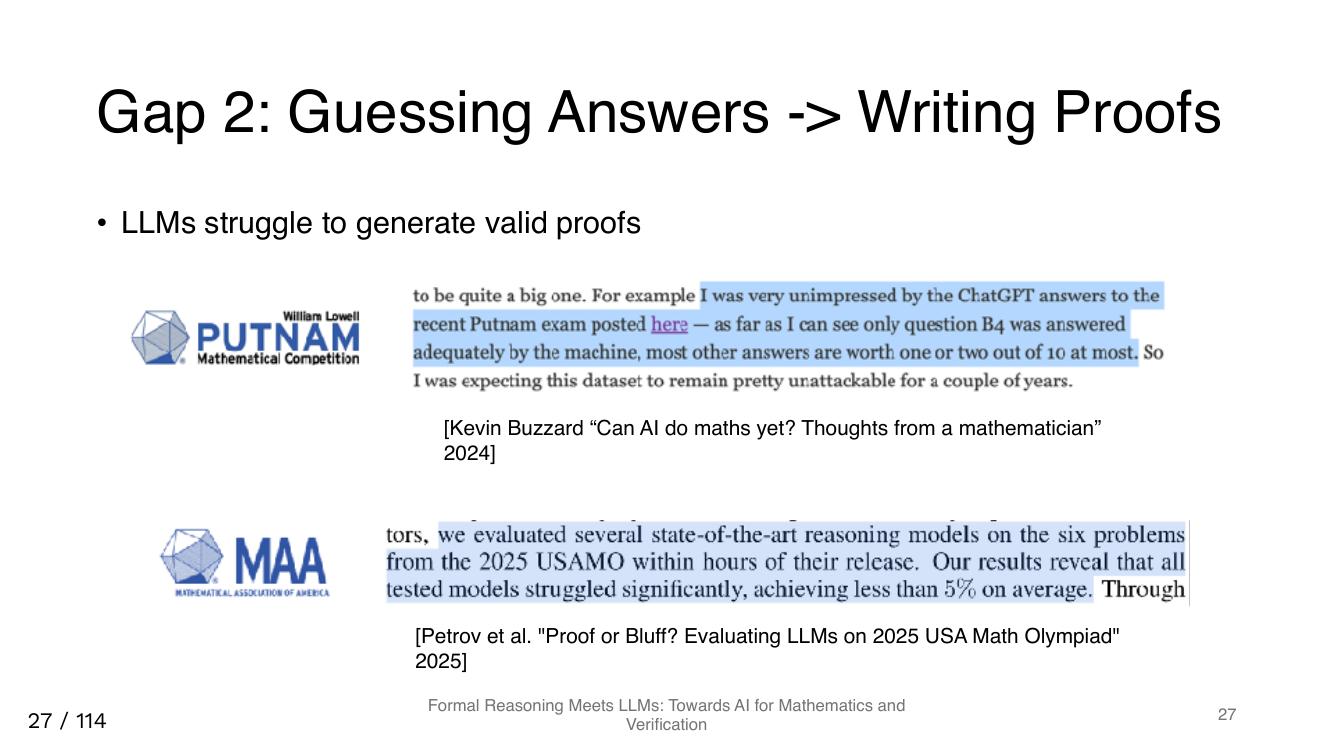 Gap 2: Guessing Answers -> Writing Proofs
• LLMs struggle to generate valid proofs
William Lowell
PUTNAM
Mathematical Competition
to be quite a big one. For example I was very unimpressed by the ChatGPT answers to the
recent Putnam exam posted here — as far as I can see only question B4 was answered
adequately by the machine, most other answers are worth one or two out of 10 at most. So
I was expecting this dataset to remain pretty unattackable for a couple of years.
[Kevin Buzzard “Can AI do maths yet? Thoughts from a mathematician”
2024]
MAA
MATHEMATICAL ASSOCIATION OF AMERICA
tors, we evaluated several state-of-the-art reasoning models on the six problems
from the 2025 USAMO within hours of their release. Our results reveal that all
tested models struggled significantly, achieving less than 5% on average. Through
[Petrov et al. "Proof or Bluff? Evaluating LLMs on 2025 USA Math Olympiad"
2025]
27 / 114
Formal Reasoning Meets LLMs: Towards AI for Mathematics and
Verification
27